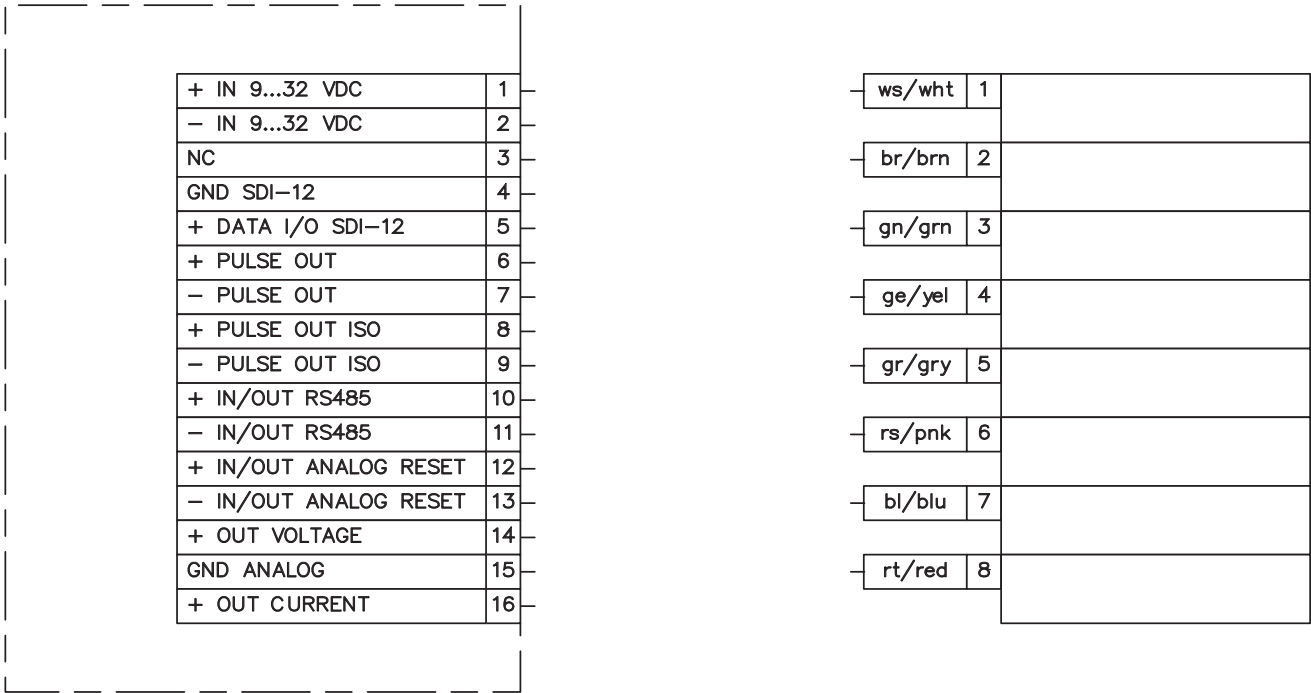 + IN 9...32 VDC 1
− IN 9...32 VDC 2
NC 3
GND SDI−12 4
+ DATA I/O SDI−12 5
+ PULSE OUT 6
− PULSE OUT 7
+ PULSE OUT ISO 8
− PULSE OUT ISO 9
+ IN/OUT RS485 10
− IN/OUT RS485 11
+ IN/OUT ANALOG RESET 12
− IN/OUT ANALOG RESET 13
+ OUT VOLTAGE 14
GND ANALOG 15
+ OUT CURRENT 16
ws/wht 1
br/brn 2
gn/grn 3
ge/yel 4
gr/gry 5
rs/pnk 6
bl/blu 7
rt/red 8